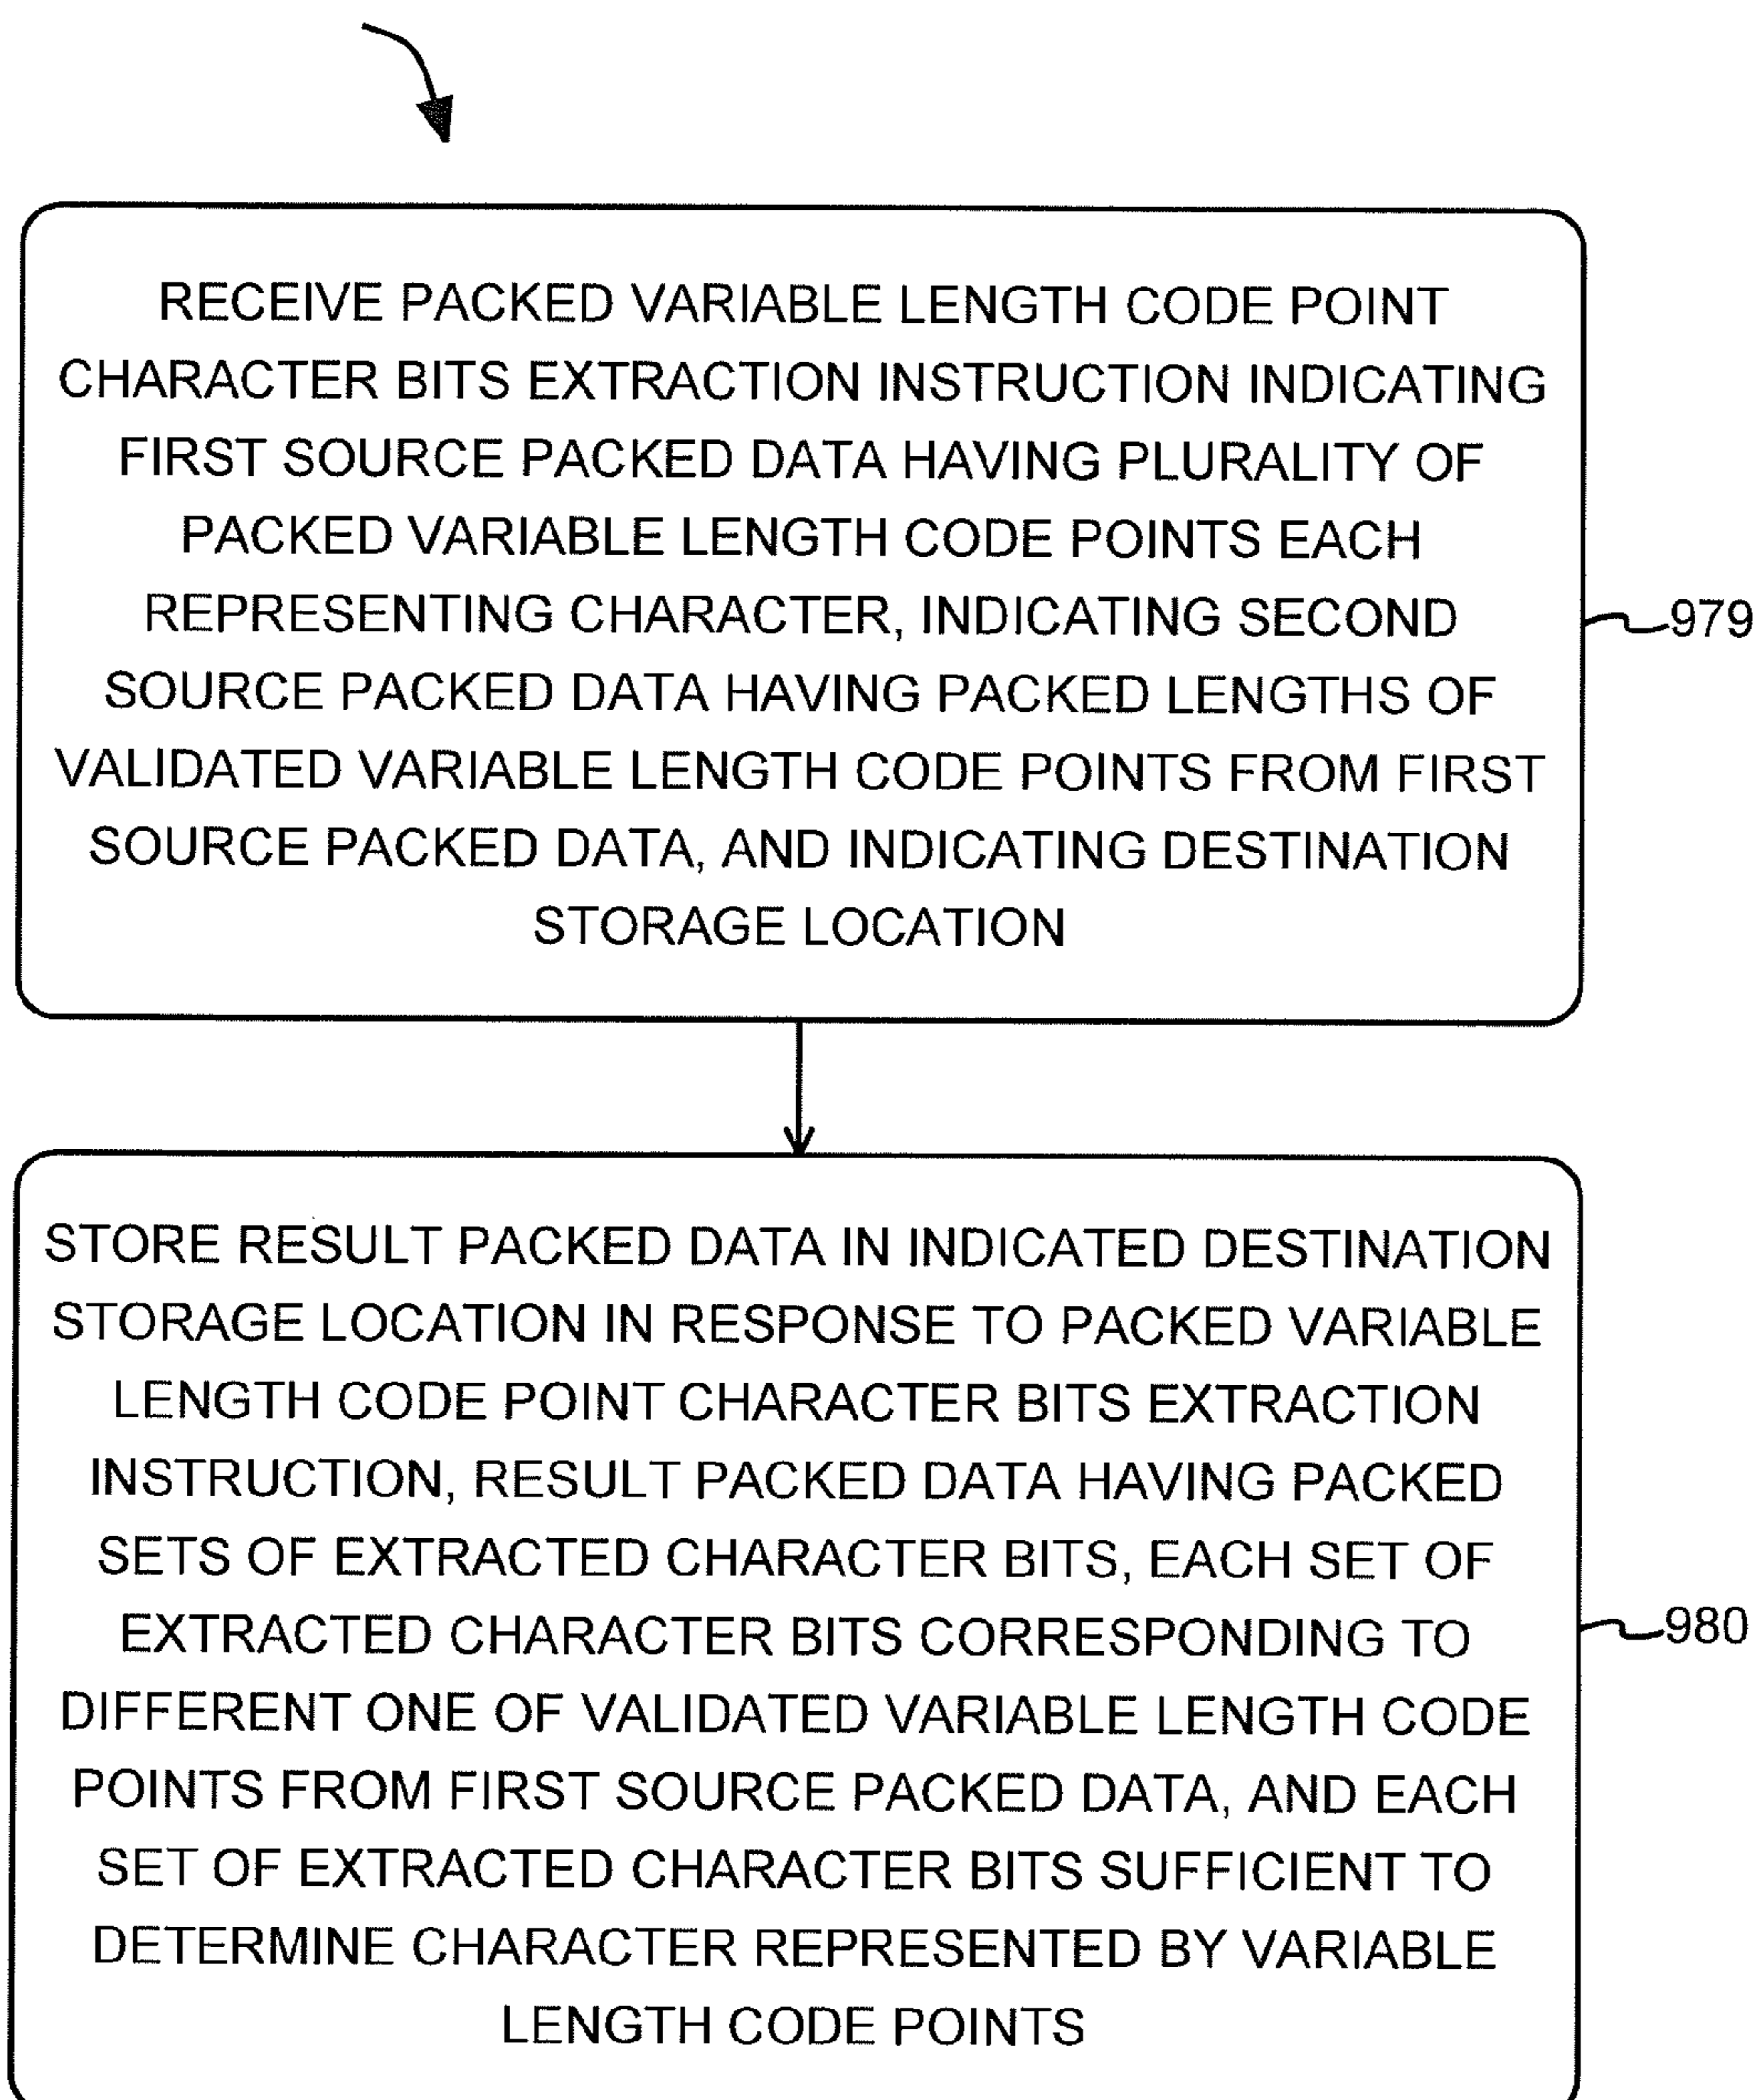 RECEIVE PACKED VARIABLE LENGTH CODE POINT
CHARACTER BITS EXTRACTION INSTRUCTION INDICATING
FIRST SOURCE PACKED DATA HAVING PLURALITY OF
PACKED VARIABLE LENGTH CODE POINTS EACH
REPRESENTING CHARACTER, INDICATING SECOND
SOURCE PACKED DATA HAVING PACKED LENGTHS OF
VALIDATED VARIABLE LENGTH CODE POINTS FROM FIRST
SOURCE PACKED DATA, AND INDICATING DESTINATION
STORAGE LOCATION
979
STORE RESULT PACKED DATA IN INDICATED DESTINATION
STORAGE LOCATION IN RESPONSE TO PACKED VARIABLE
LENGTH CODE POINT CHARACTER BITS EXTRACTION
INSTRUCTION, RESULT PACKED DATA HAVING PACKED
SETS OF EXTRACTED CHARACTER BITS, EACH SET OF
EXTRACTED CHARACTER BITS CORRESPONDING TO
DIFFERENT ONE OF VALIDATED VARIABLE LENGTH CODE
POINTS FROM FIRST SOURCE PACKED DATA, AND EACH
SET OF EXTRACTED CHARACTER BITS SUFFICIENT TO
DETERMINE CHARACTER REPRESENTED BY VARIABLE
LENGTH CODE POINTS
980